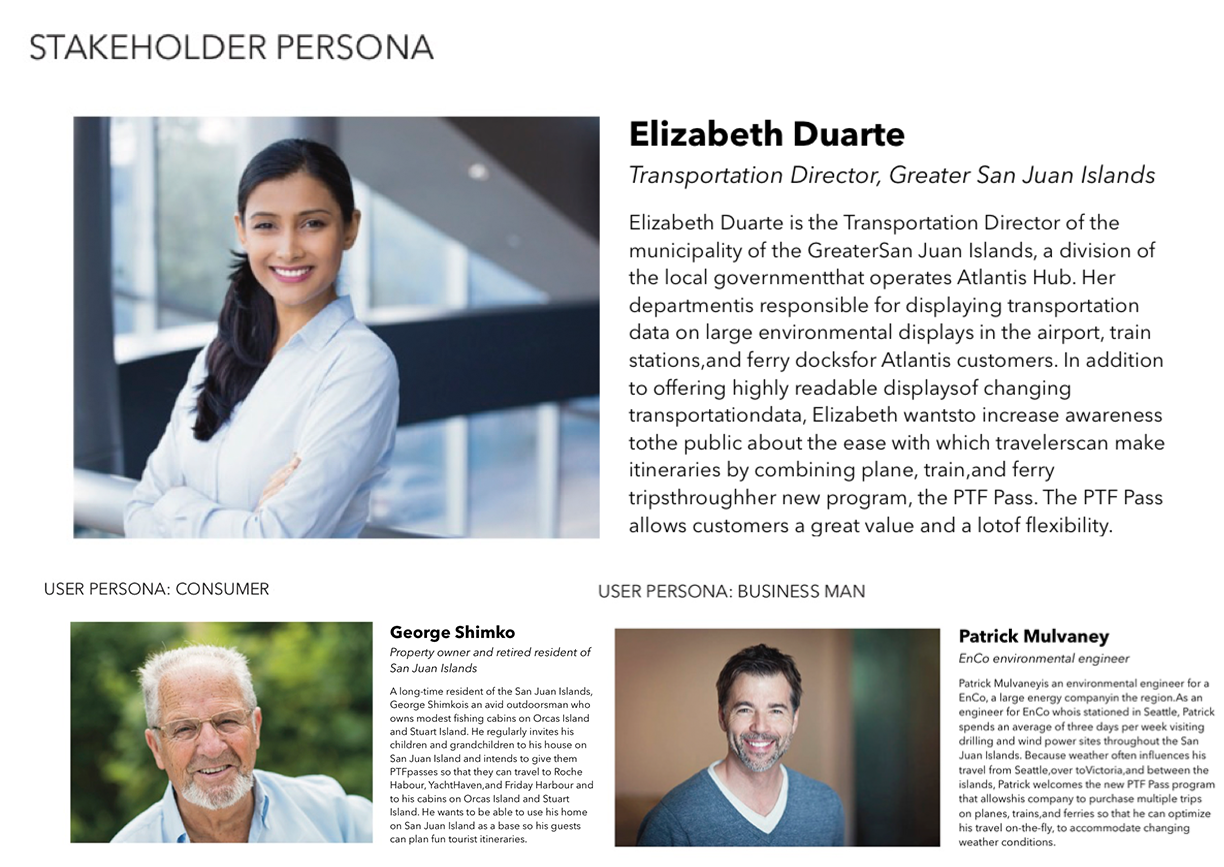 STAKEHOLDER PERSONA
Elizabeth Duarte
Transportation Director, Greater San Juan Islands
Elizabeth Duarte is the Transportation Director of the
municipality of the GreaterSan Juan Islands, a division of
the local governmentthat operates Atlantis Hub. Her
departmentis responsible for displaying transportation
data on large environmental displays in the airport, train
stations,and ferry docksfor Atlantis customers. In addition
to offering highly readable displaysof changing
transportationdata, Elizabeth wantsto increase awareness
tothe public about the ease with which travelerscan make
itineraries by combining plane, train,and ferry
tripsthroughher new program, the PTF Pass. The PTF Pass
allows customers a great value and a lotof flexibility.
USER PERSONA: CONSUMER
George Shimko
Property owner and retired resident of
San Juan Islands
A long-time resident of the San Juan Islands,
George Shimkois an avid outdoorsman who
owns modest fishing cabins on Orcas Island
and Stuart Island. He regularly invites his
children and grandchildren to his house on
San Juan Island and intends to give them
PTFpasses so that they can travel to Roche
Habour, YachtHaven,and Friday Harbour and
to his cabins on Orcas Island and Stuart
Island. He wants to be able to use his home
on San Juan Island as a base so his guests
can plan fun tourist itineraries.
USER PERSONA: BUSINESS MAN
Patrick Mulvaney
EnCo environmental engineer
Patrick Mulvaneyis an environmental engineer for a
EnCo, a large energy companyin the region.As an
engineer for EnCo whois stationed in Seattle, Patrick
spends an average of three days per week visiting
drilling and wind power sites throughout the San
Juan Islands. Because weather often influences his
travel from Seattle,over toVictoria,and between the
islands, Patrick welcomes the new PTF Pass program
that allowshis company to purchase multiple trips
on planes, trains,and ferries so that he can optimize
his travel on-the-fly, to accommodate changing
weather conditions.